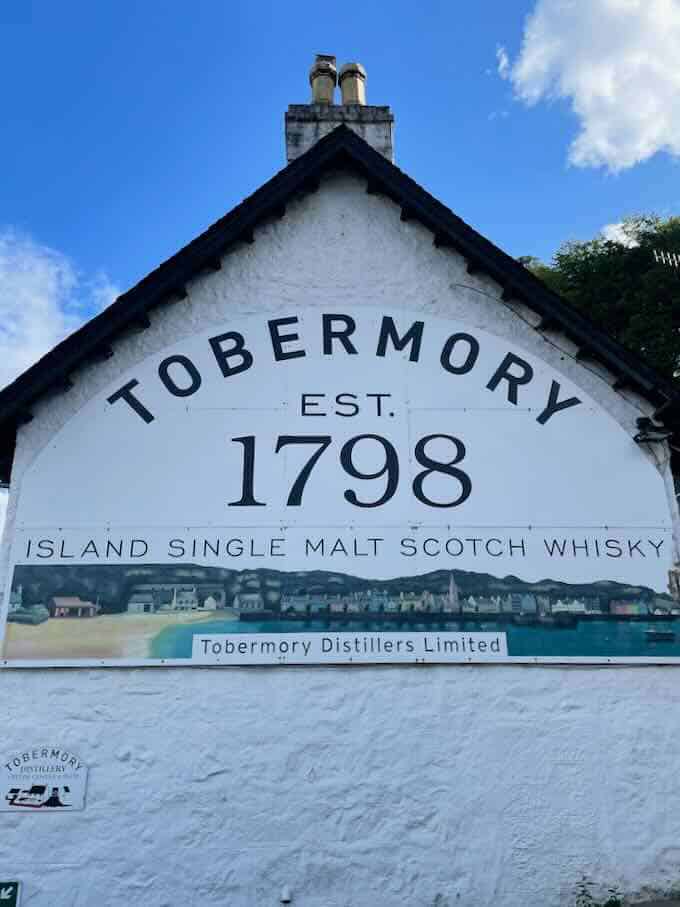 TOBERMORY
EST.
1798
ISLAND SINGLE MALT SCOTCH WHISKY
Tobermory Distillers Limited
TOBERMORY
DISTILLERY